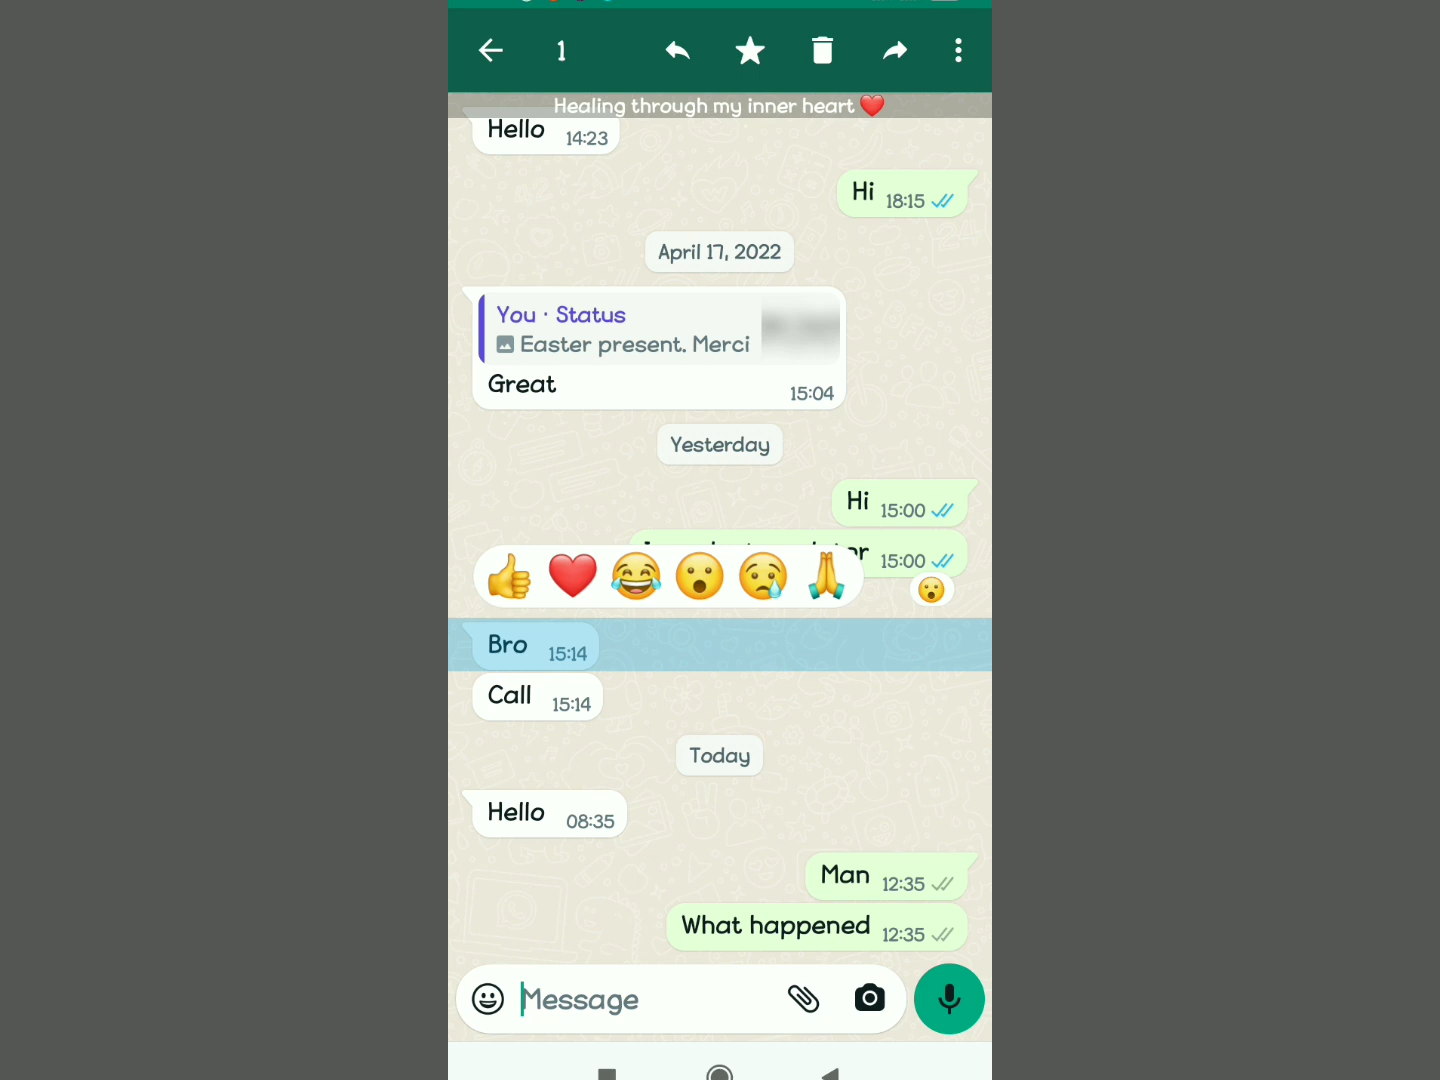 1
Healing through my inner heart ❤️
Hello 14:23
Hi 18:15
April 17, 2022
You · Status
Easter present. Merci
Great 15:04
Yesterday
Hi 15:00
15:00
Bro 15:14
Call 15:14
Today
Hello 08:35
Man 12:35
What happened 12:35
Message